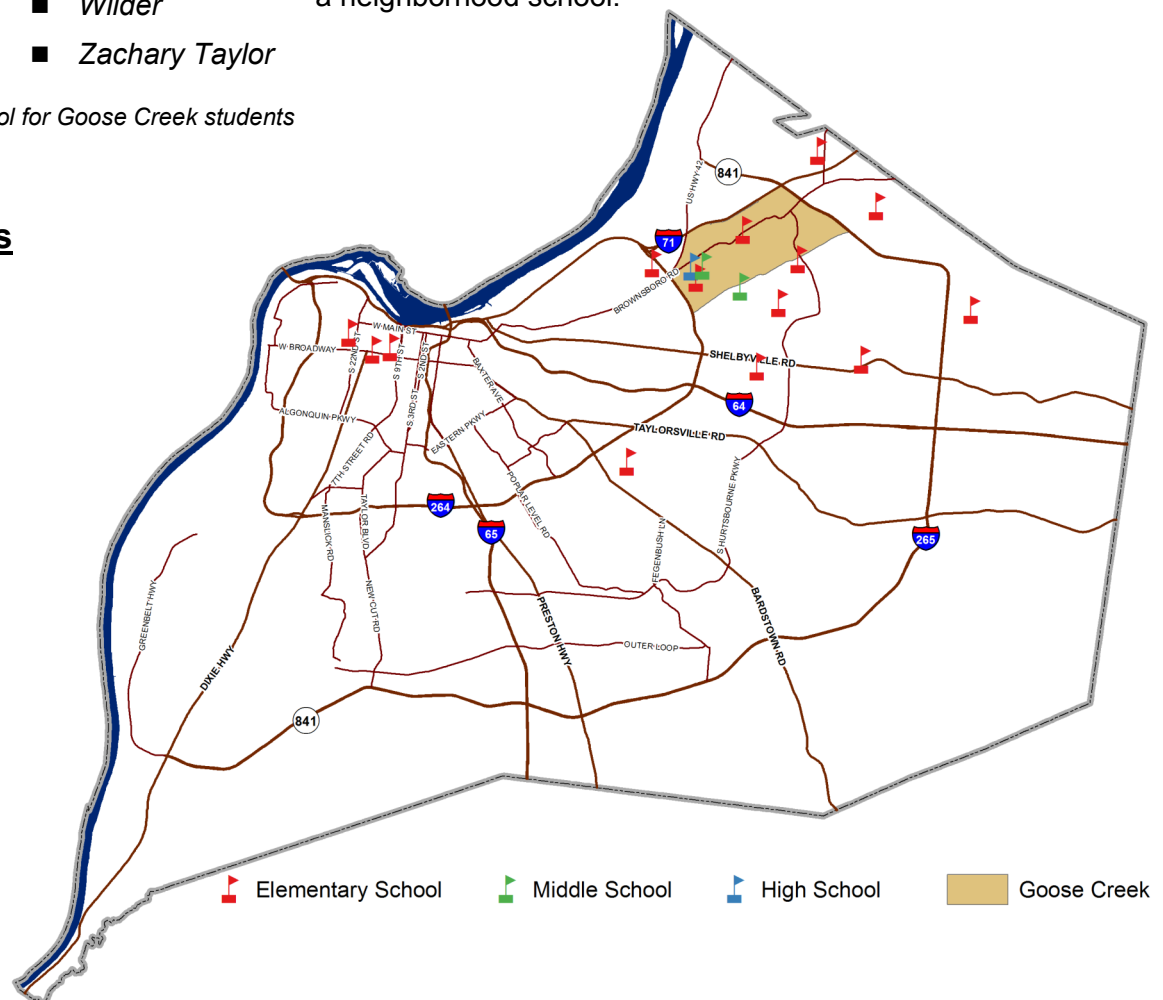 ■ Wilder
a neighborhood school.
■ Zachary Taylor
ol for Goose Creek students
s
841
US HWY 42
71
BROWNSBORO RD
W MAIN ST
W BROADWAY
S 22ND ST
S 9TH ST
S 2ND ST
S 3RD ST
BAXTER AVE
SHELBYVILLE RD
64
ALGONQUIN PKWY
EASTERN PKWY
TAYLORSVILLE RD
7TH STREET RD
POPLAR LEVEL RD
S HURTSBOURNE PKWY
MANSLICK RD
TAYLOR BLVD
264
65
265
FEGENBUSH LN
GREENBELT HWY
NEW CUT RD
PRESTON HWY
BARDSTOWN RD
OUTER LOOP
DIXIE HWY
841
Elementary School
Middle School
High School
Goose Creek